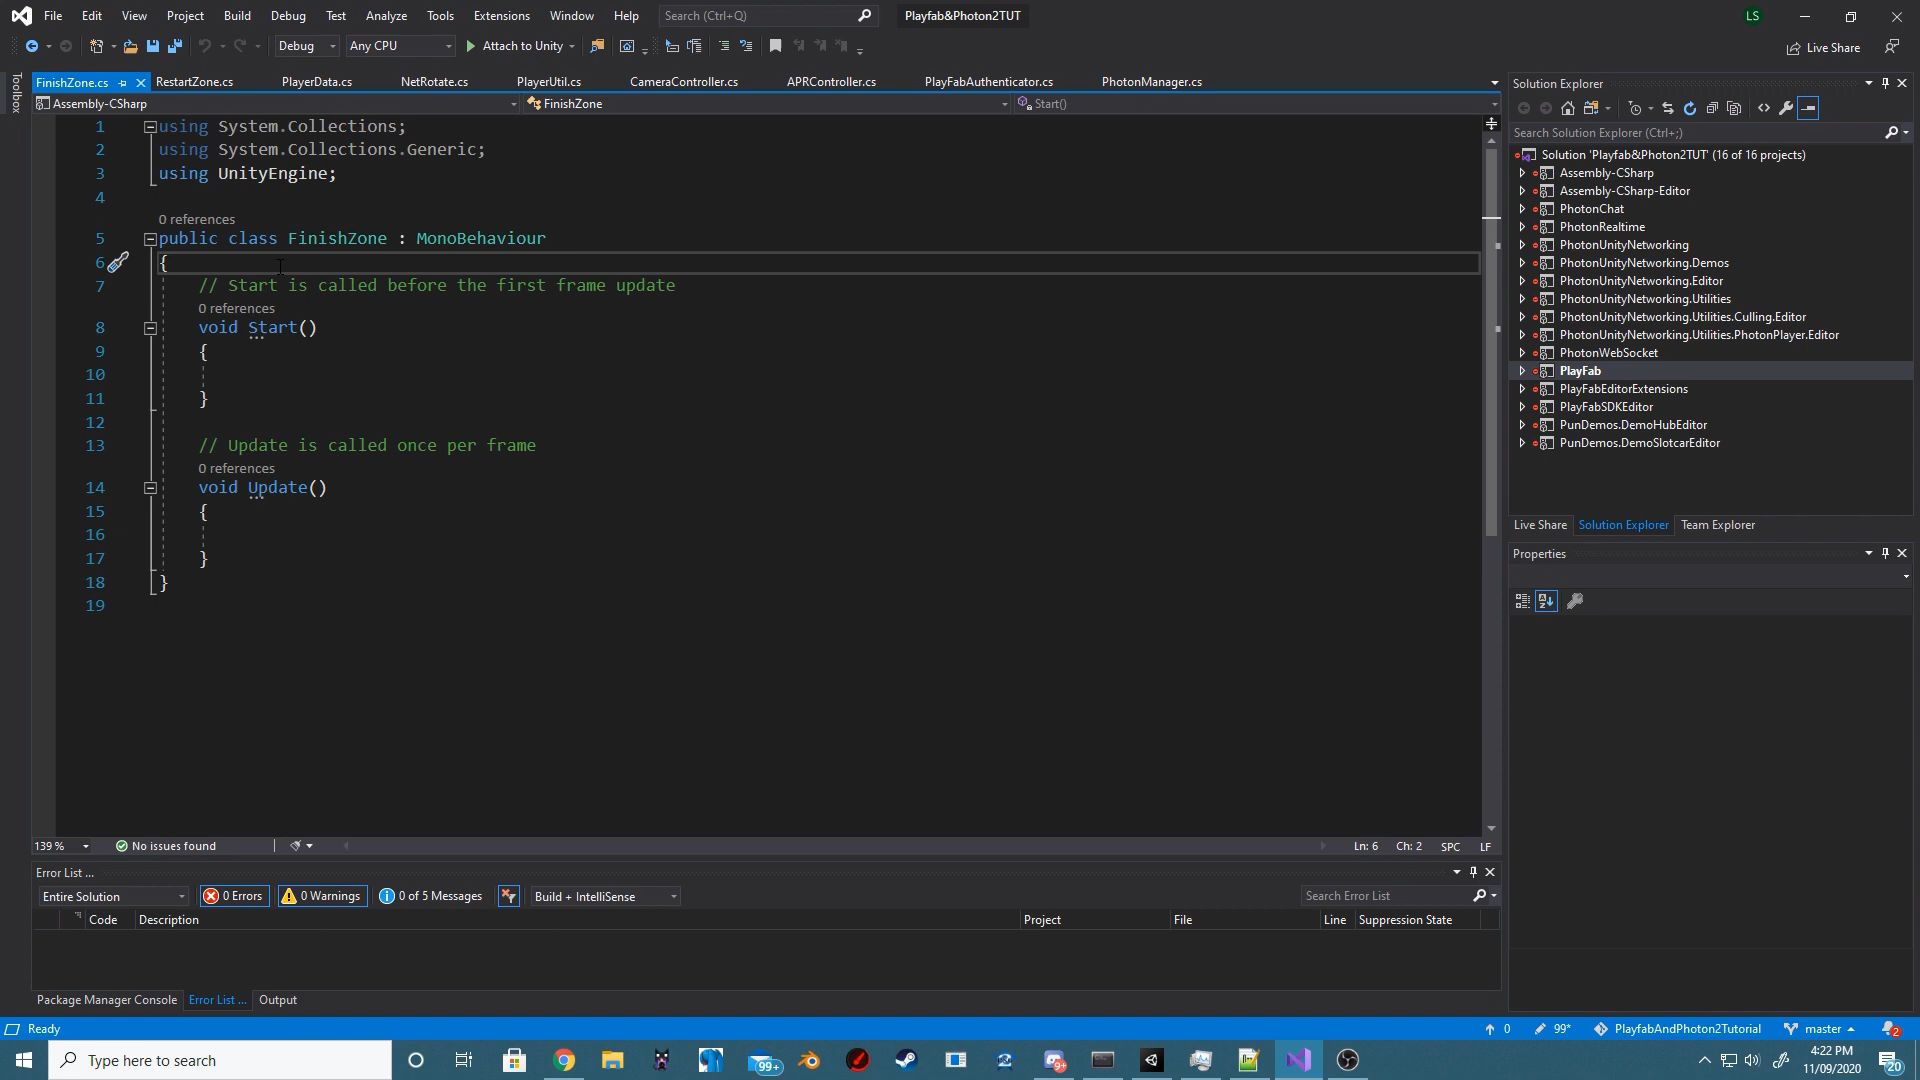 File Edit View Project Build Debug Test Analyze Tools Extensions Window Help Search (Ctrl+Q) Playfab&Photon2TUT LS
Debug Any CPU Attach to Unity Live Share
Toolbox
FinishZone.cs RestartZone.cs PlayerData.cs NetRotate.cs PlayerUtil.cs CameraController.cs APRController.cs PlayFabAuthenticator.cs PhotonManager.cs
Assembly-CSharp FinishZone Start()
1 using System.Collections;
2 using System.Collections.Generic;
3 using UnityEngine;
4
0 references
5 public class FinishZone : MonoBehaviour
6 {
7 // Start is called before the first frame update
0 references
8 void Start()
9 {
10
11 }
12
13 // Update is called once per frame
0 references
14 void Update()
15 {
16
17 }
18 }
19
139 % No issues found Ln: 6 Ch: 2 SPC LF
Error List ...
Entire Solution 0 Errors 0 Warnings 0 of 5 Messages Build + IntelliSense Search Error List
Code Description Project File Line Suppression State
Package Manager Console Error List ... Output
Solution Explorer
Search Solution Explorer (Ctrl+;)
Solution 'Playfab&Photon2TUT' (16 of 16 projects)
Assembly-CSharp
Assembly-CSharp-Editor
PhotonChat
PhotonRealtime
PhotonUnityNetworking
PhotonUnityNetworking.Demos
PhotonUnityNetworking.Editor
PhotonUnityNetworking.Utilities
PhotonUnityNetworking.Utilities.Culling.Editor
PhotonUnityNetworking.Utilities.PhotonPlayer.Editor
PhotonWebSocket
PlayFab
PlayFabEditorExtensions
PlayFabSDKEditor
PunDemos.DemoHubEditor
PunDemos.DemoSlotcarEditor
Live Share Solution Explorer Team Explorer
Properties
Ready 0 99* PlayfabAndPhoton2Tutorial master 2
Type here to search 99+ 9+ 4:22 PM
11/09/2020 20